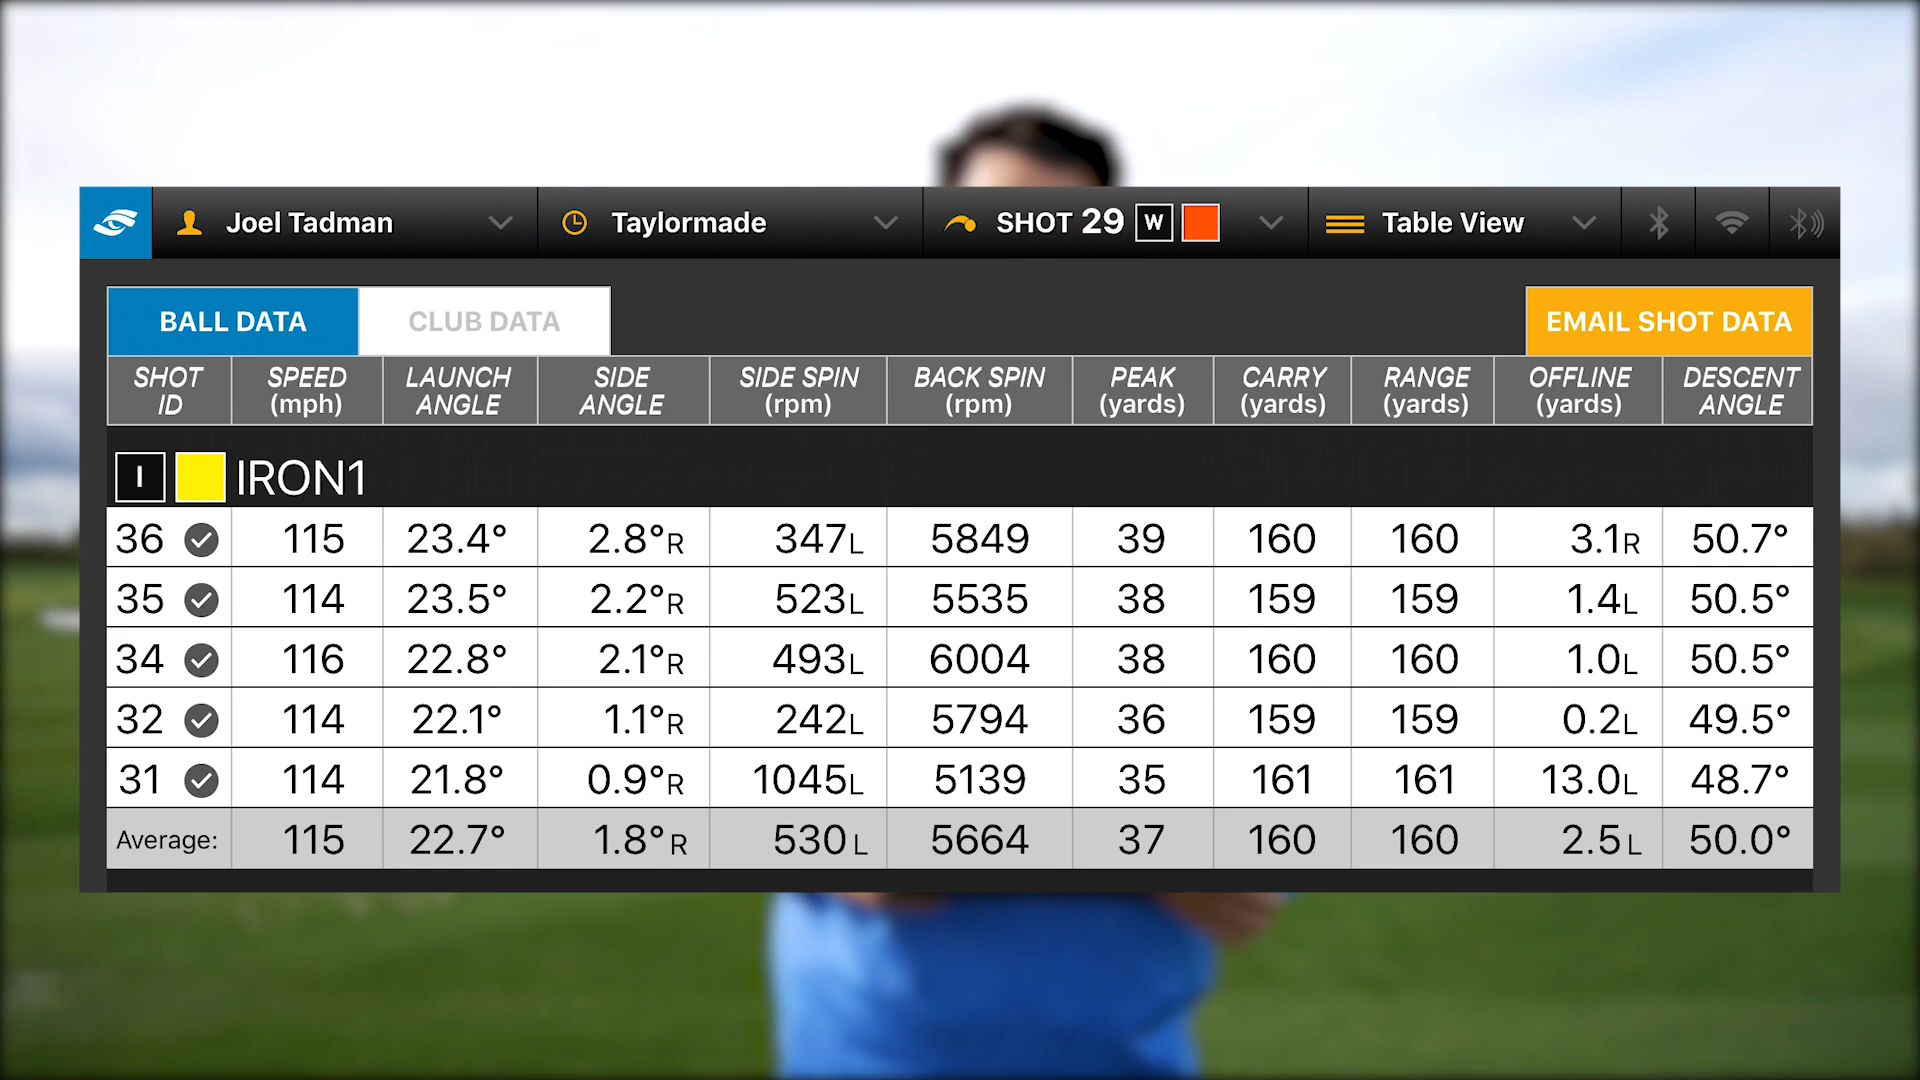 Joel Tadman Taylormade SHOT 29 W Table View
BALL DATA CLUB DATA EMAIL SHOT DATA
SHOT ID SPEED (mph) LAUNCH ANGLE SIDE ANGLE SIDE SPIN (rpm) BACK SPIN (rpm) PEAK (yards) CARRY (yards) RANGE (yards) OFFLINE (yards) DESCENT ANGLE
I IRON1
36 115 23.4° 2.8°R 347L 5849 39 160 160 3.1R 50.7°
35 114 23.5° 2.2°R 523L 5535 38 159 159 1.4L 50.5°
34 116 22.8° 2.1°R 493L 6004 38 160 160 1.0L 50.5°
32 114 22.1° 1.1°R 242L 5794 36 159 159 0.2L 49.5°
31 114 21.8° 0.9°R 1045L 5139 35 161 161 13.0L 48.7°
Average: 115 22.7° 1.8° R 530 L 5664 37 160 160 2.5 L 50.0°